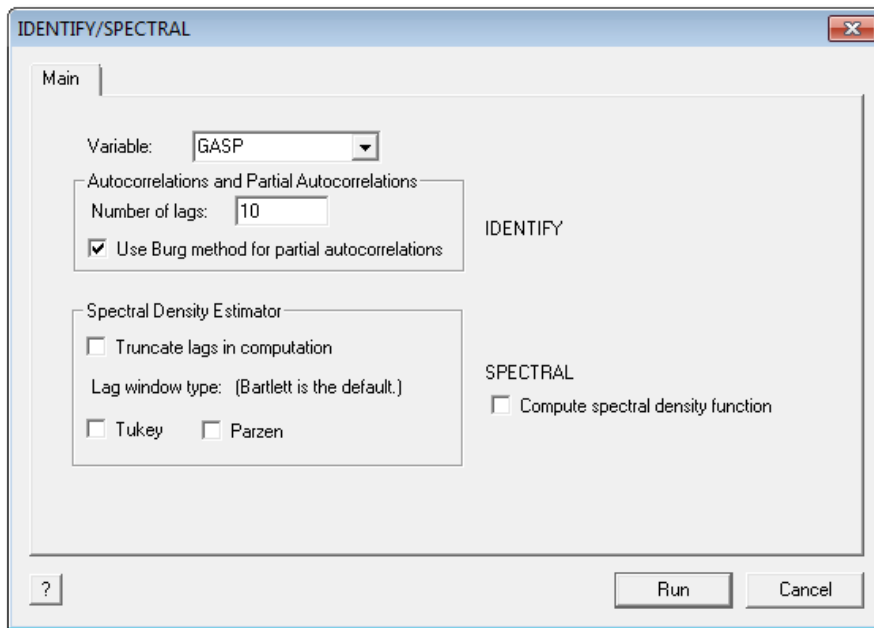 IDENTIFY/SPECTRAL
Main
Variable: GASP
Autocorrelations and Partial Autocorrelations
Number of lags: 10
Use Burg method for partial autocorrelations
IDENTIFY
Spectral Density Estimator
Truncate lags in computation
Lag window type: (Bartlett is the default.)
Tukey Parzen
SPECTRAL
Compute spectral density function
? Run Cancel